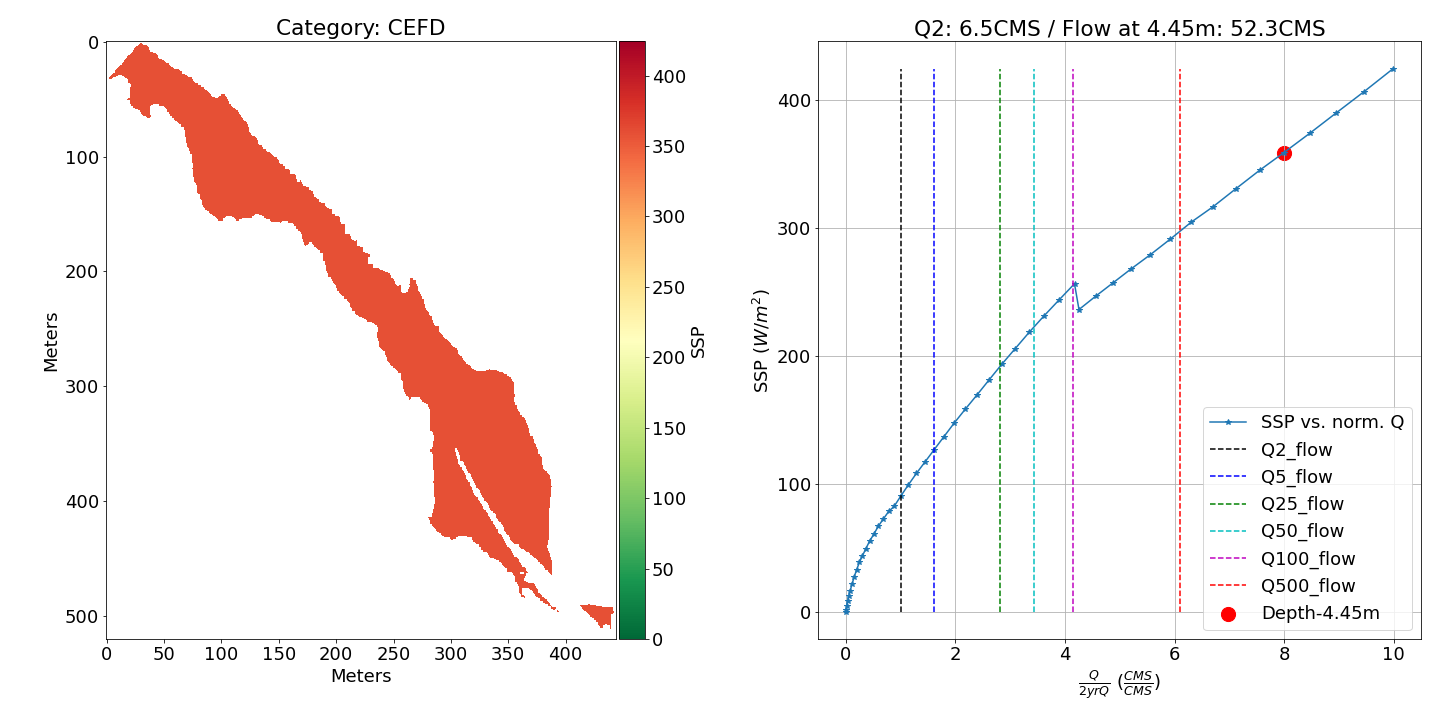 Category: CEFD
0
100
200
300
400
500
Meters
0
50
100
150
200
250
300
350
400
Meters
400
350
300
250
200
150
100
50
0
SSP
Q2: 6.5CMS / Flow at 4.45m: 52.3CMS
400
300
200
100
0
SSP (W/m²)
0
2
4
6
8
10
Q/2yrQ (CMS/CMS)
SSP vs. norm. Q
Q2_flow
Q5_flow
Q25_flow
Q50_flow
Q100_flow
Q500_flow
Depth-4.45m